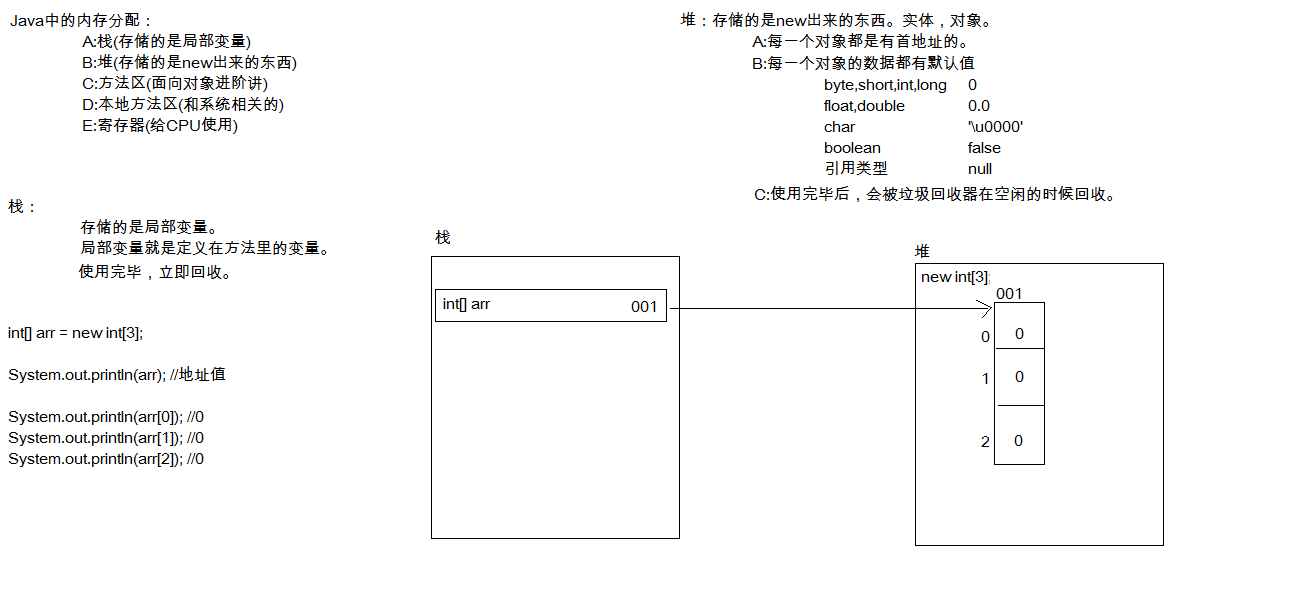 Java中的内存分配：
A:栈(存储的是局部变量)
B:堆(存储的是new出来的东西)
C:方法区(面向对象进阶讲)
D:本地方法区(和系统相关的)
E:寄存器(给CPU使用)
栈：
存储的是局部变量。
局部变量就是定义在方法里的变量。
使用完毕，立即回收。
int[] arr = new int[3];
System.out.println(arr); //地址值
System.out.println(arr[0]); //0
System.out.println(arr[1]); //0
System.out.println(arr[2]); //0
堆：存储的是new出来的东西。实体，对象。
A:每一个对象都是有首地址的。
B:每一个对象的数据都有默认值
byte,short,int,long 0
float,double 0.0
char '\u0000'
boolean false
引用类型 null
C:使用完毕后，会被垃圾回收器在空闲的时候回收。
栈
int[] arr 001
堆
new int[3];
001
0 0
1 0
2 0